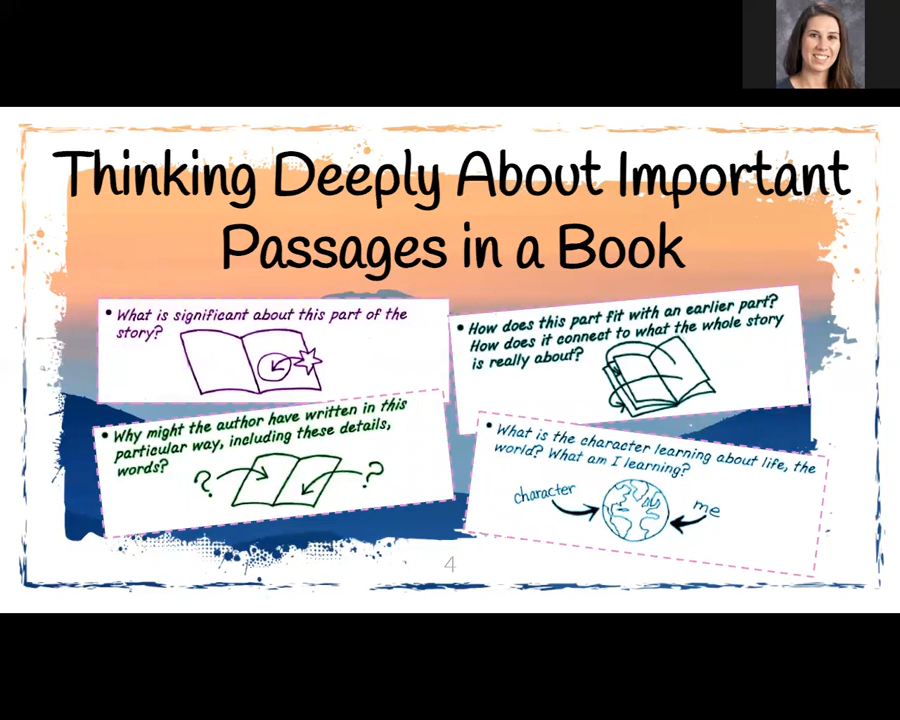 Thinking Deeply About Important
Passages in a Book
• What is significant about this part of the
story?
• How does this part fit with an earlier part?
How does it connect to what the whole story
is really about?
• Why might the author have written in this
particular way, including these details,
words?
?
?
• What is the character learning about life, the
world? What am I learning?
character
me
4